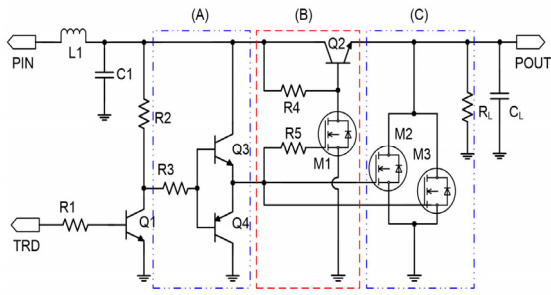 (A)
(B)
(C)
PIN
L1
C1
R2
Q2
POUT
R4
R5
M1
Q3
M2
M3
RL
CL
R3
R1
Q1
Q4
TRD